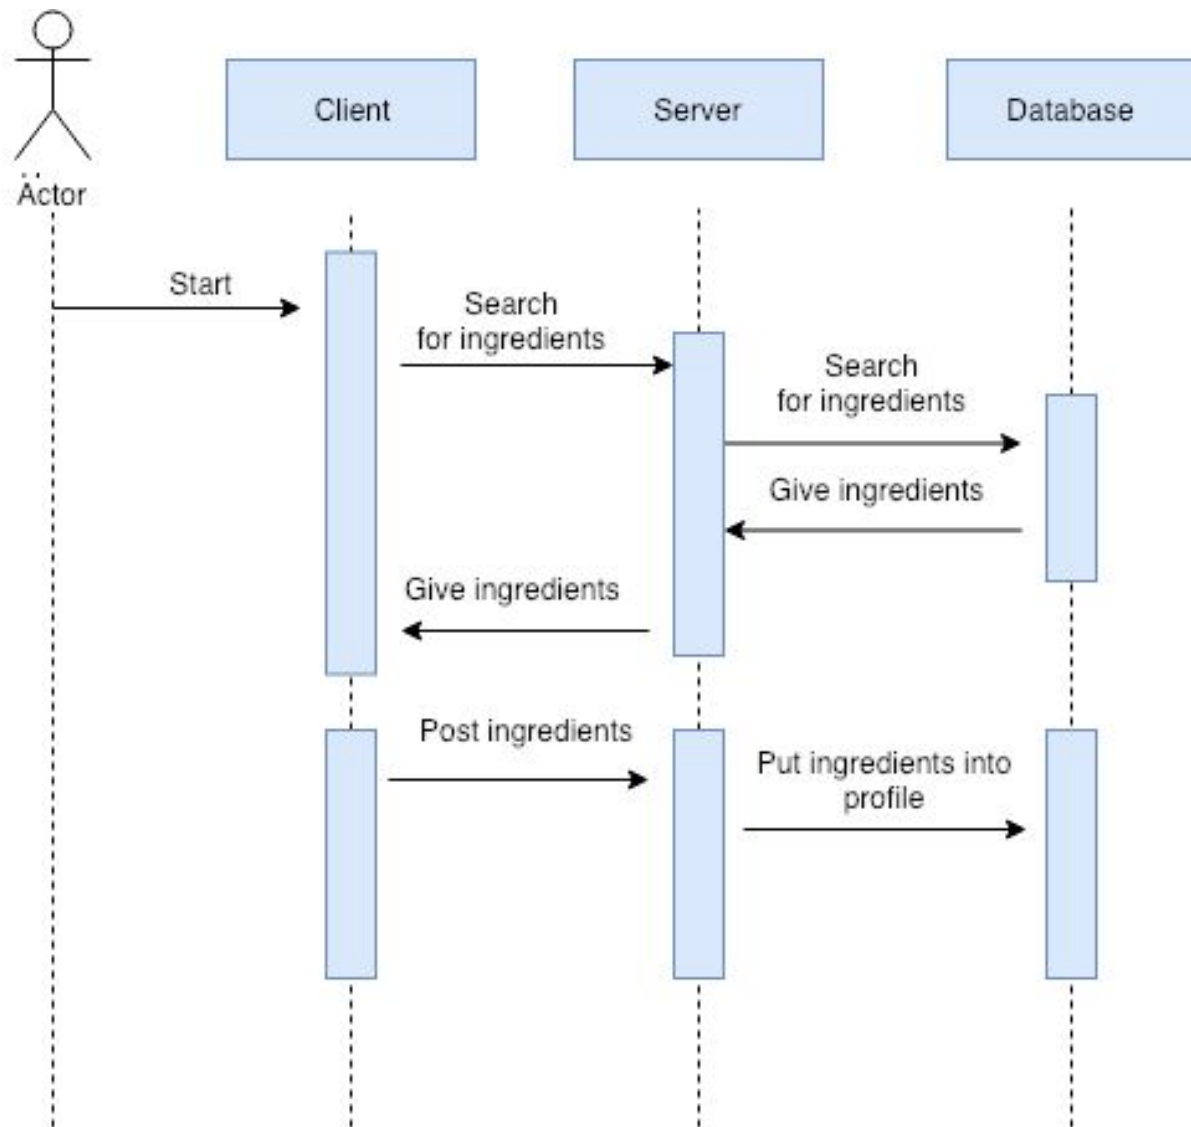 Client
Server
Database
Actor
Start
Search
for ingredients
Search
for ingredients
Give ingredients
Give ingredients
Post ingredients
Put ingredients into
profile